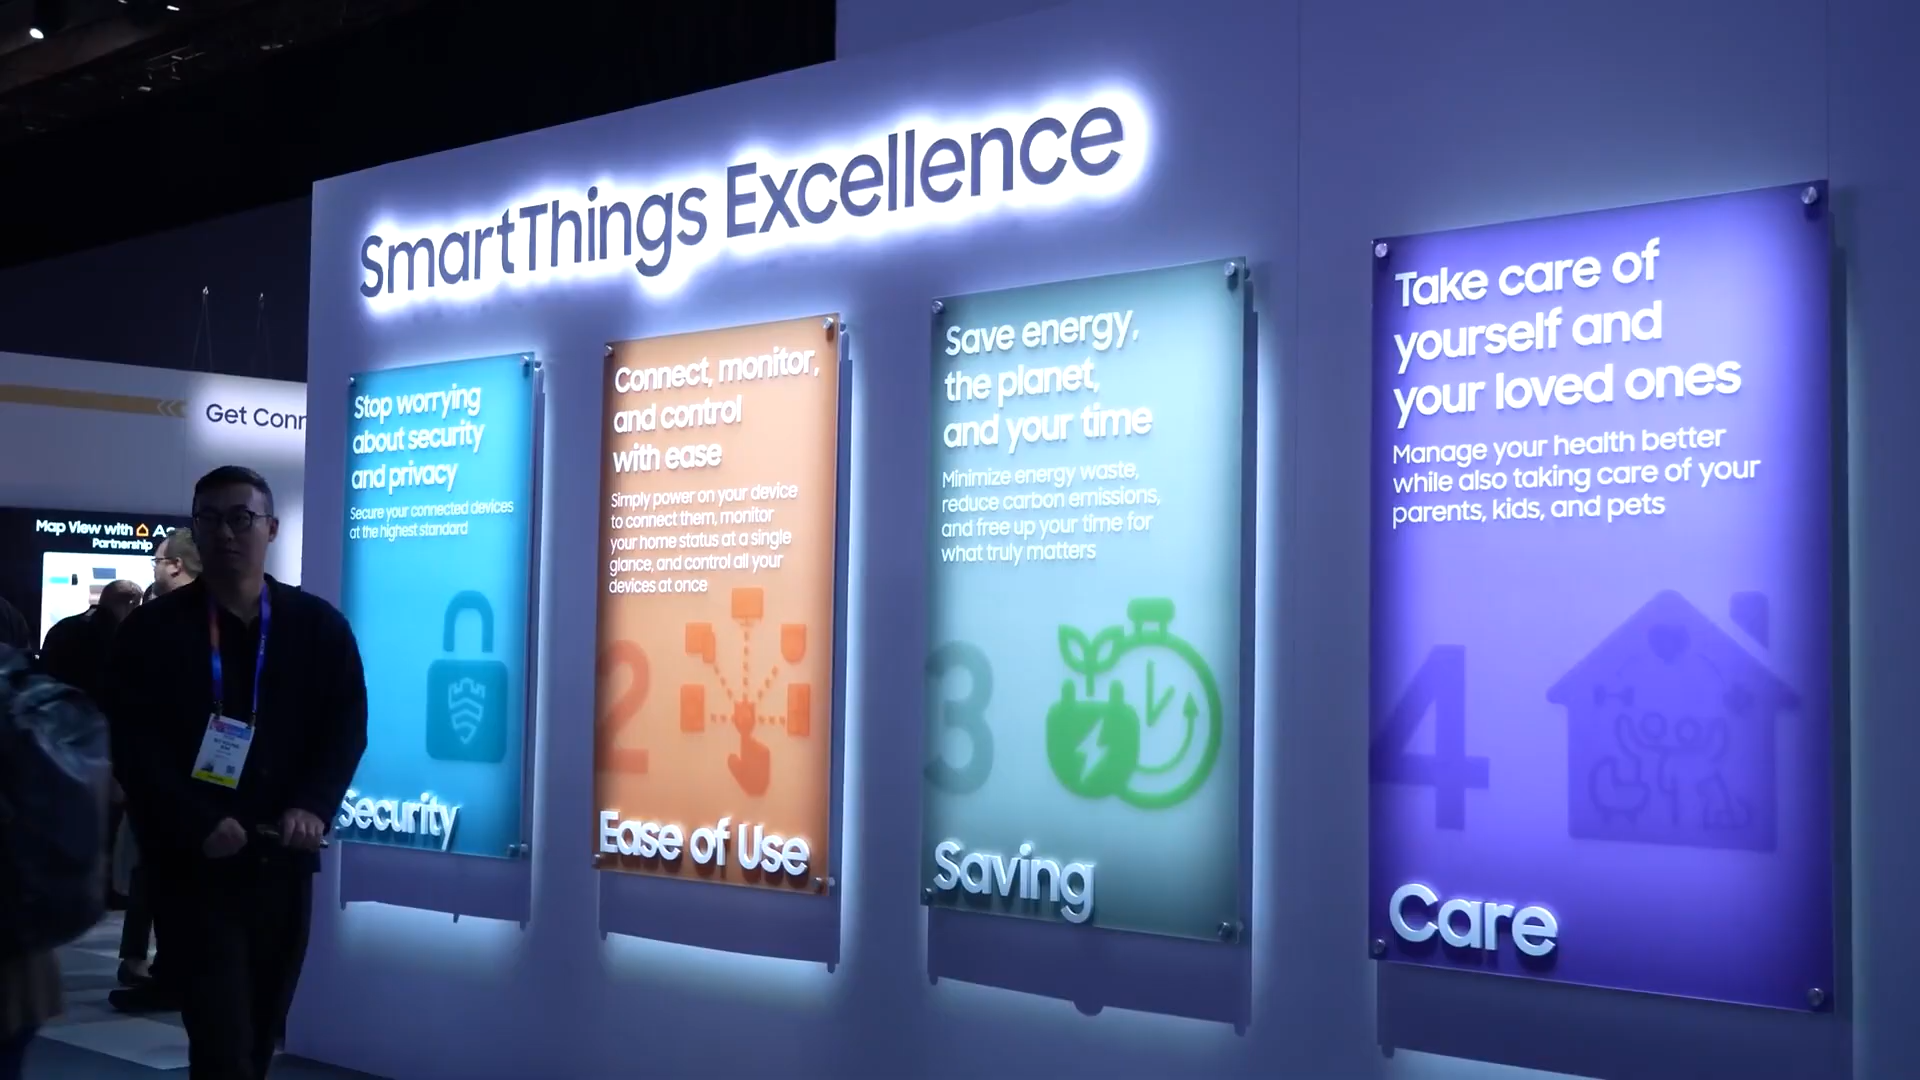 SmartThings Excellence
Stop worrying
about security
and privacy
Secure your connected devices
at the highest standard
Security
Connect, monitor,
and control
with ease
Simply power on your device
to connect them, monitor
your home status at a single
glance, and control all your
devices at once
2
Ease of Use
Save energy,
the planet,
and your time
Minimize energy waste,
reduce carbon emissions,
and free up your time for
what truly matters
3
Saving
Take care of
yourself and
your loved ones
Manage your health better
while also taking care of your
parents, kids, and pets
4
Care
Get Conn
Map View with
Partnership